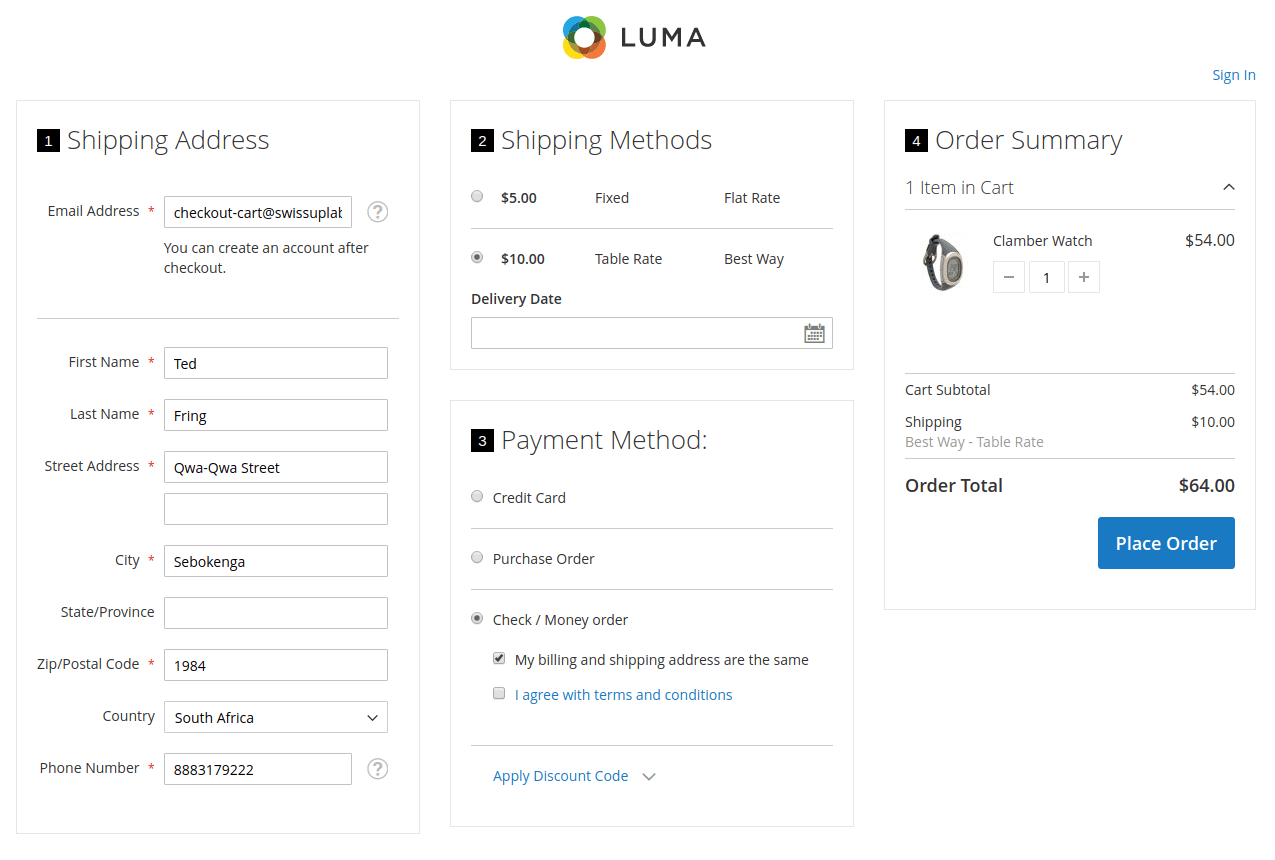 LUMA
Sign In
1 Shipping Address
Email Address * checkout-cart@swissuplab
?
You can create an account after
checkout.
First Name * Ted
Last Name * Fring
Street Address * Qwa-Qwa Street
City * Sebokenga
State/Province
Zip/Postal Code * 1984
Country South Africa
Phone Number * 8883179222
?
2 Shipping Methods
$5.00 Fixed Flat Rate
$10.00 Table Rate Best Way
Delivery Date
3 Payment Method:
Credit Card
Purchase Order
Check / Money order
My billing and shipping address are the same
I agree with terms and conditions
Apply Discount Code
4 Order Summary
1 Item in Cart
Clamber Watch $54.00
− 1 +
Cart Subtotal $54.00
Shipping $10.00
Best Way - Table Rate
Order Total $64.00
Place Order